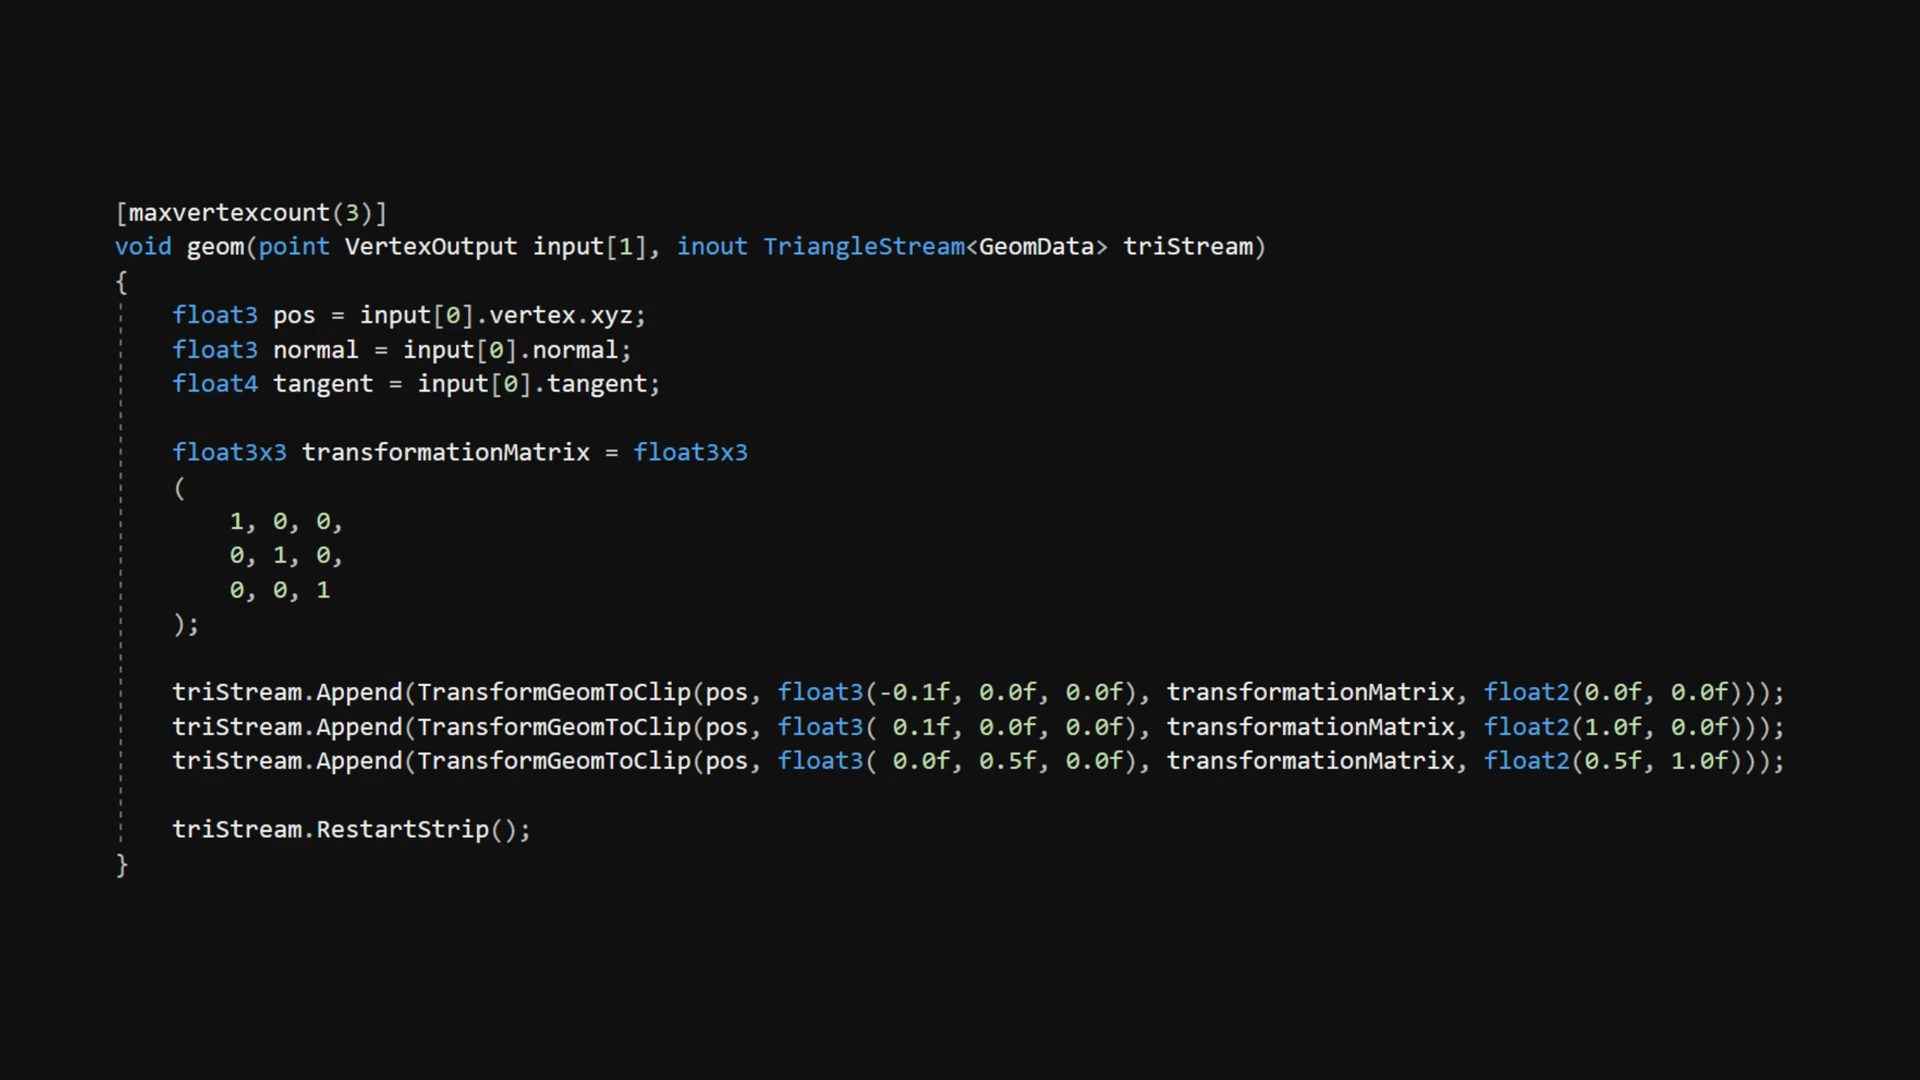 [maxvertexcount(3)]
void geom(point VertexOutput input[1], inout TriangleStream<GeomData> triStream)
{
    float3 pos = input[0].vertex.xyz;
    float3 normal = input[0].normal;
    float4 tangent = input[0].tangent;

    float3x3 transformationMatrix = float3x3
    (
        1, 0, 0,
        0, 1, 0,
        0, 0, 1
    );

    triStream.Append(TransformGeomToClip(pos, float3(-0.1f, 0.0f, 0.0f), transformationMatrix, float2(0.0f, 0.0f)));
    triStream.Append(TransformGeomToClip(pos, float3( 0.1f, 0.0f, 0.0f), transformationMatrix, float2(1.0f, 0.0f)));
    triStream.Append(TransformGeomToClip(pos, float3( 0.0f, 0.5f, 0.0f), transformationMatrix, float2(0.5f, 1.0f)));

    triStream.RestartStrip();
}